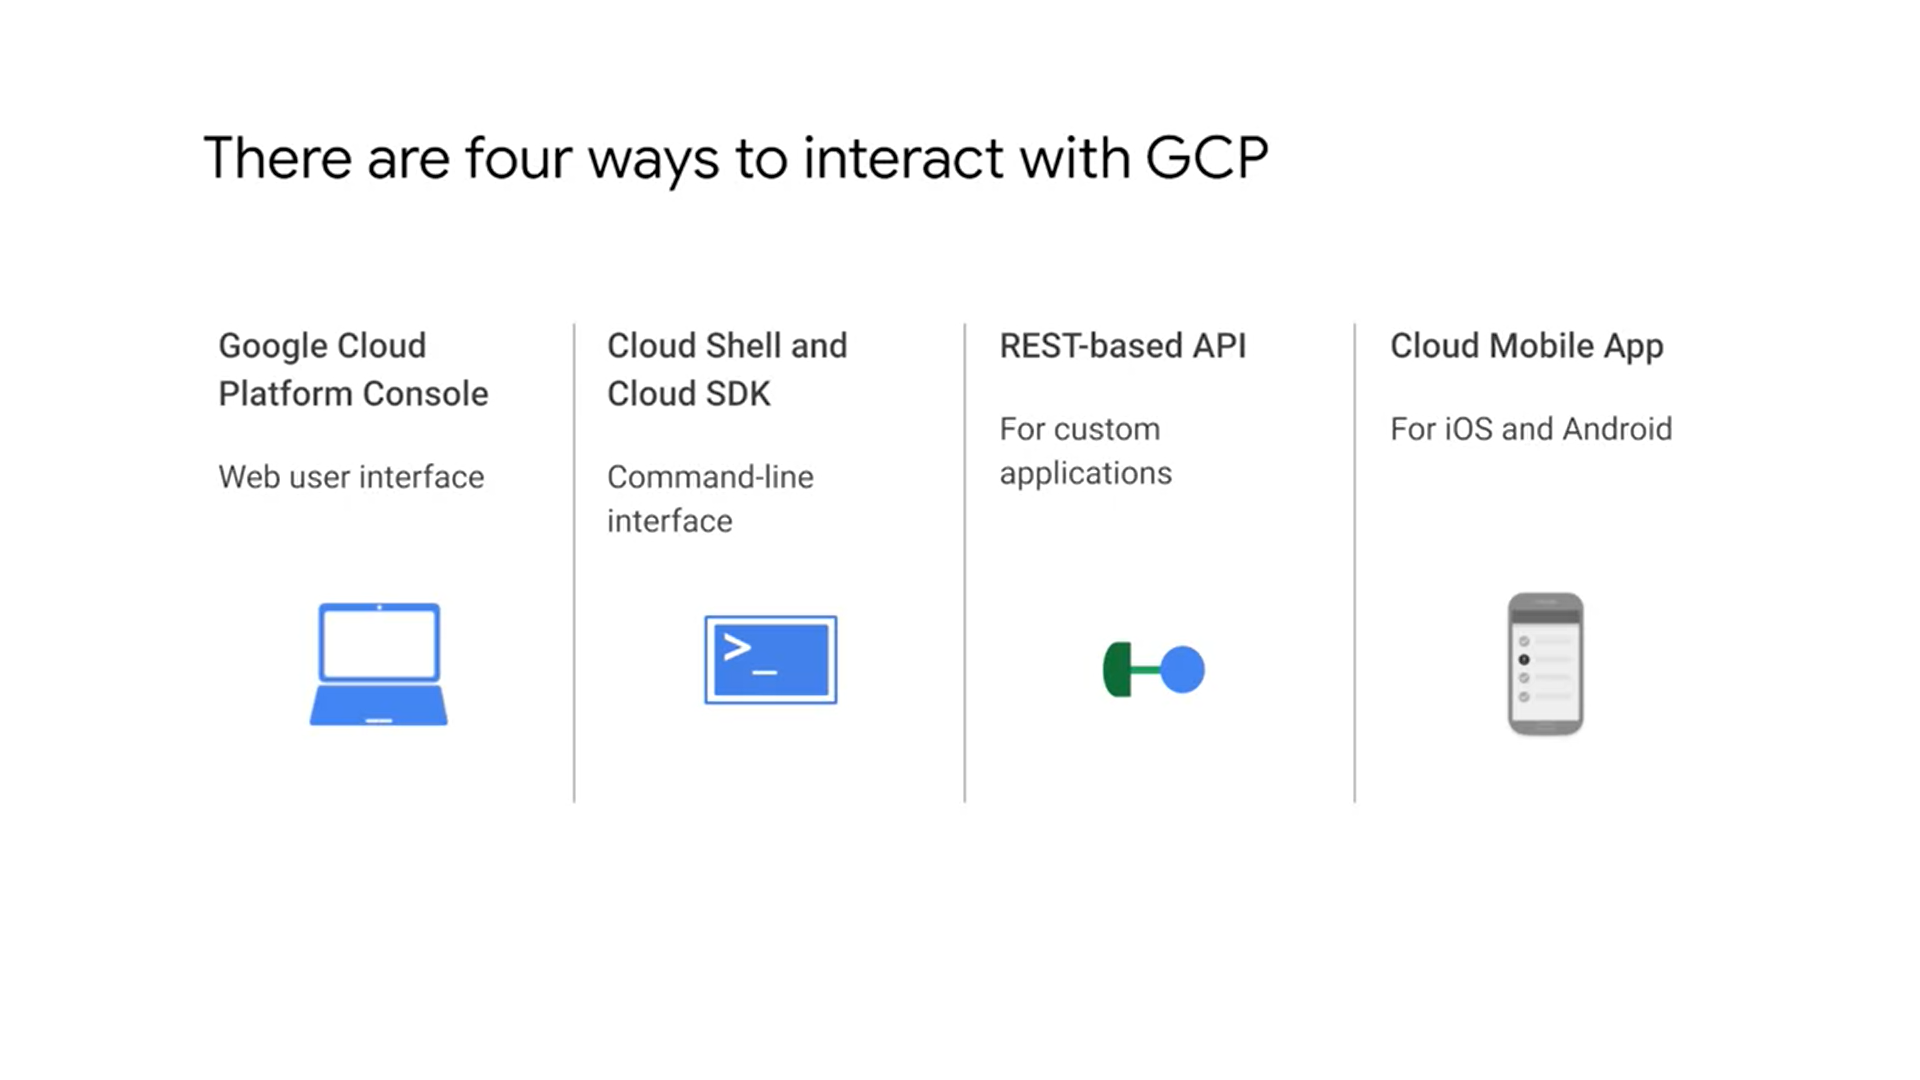 There are four ways to interact with GCP
Google Cloud
Platform Console
Web user interface
Cloud Shell and
Cloud SDK
Command-line
interface
>_
REST-based API
For custom
applications
Cloud Mobile App
For iOS and Android